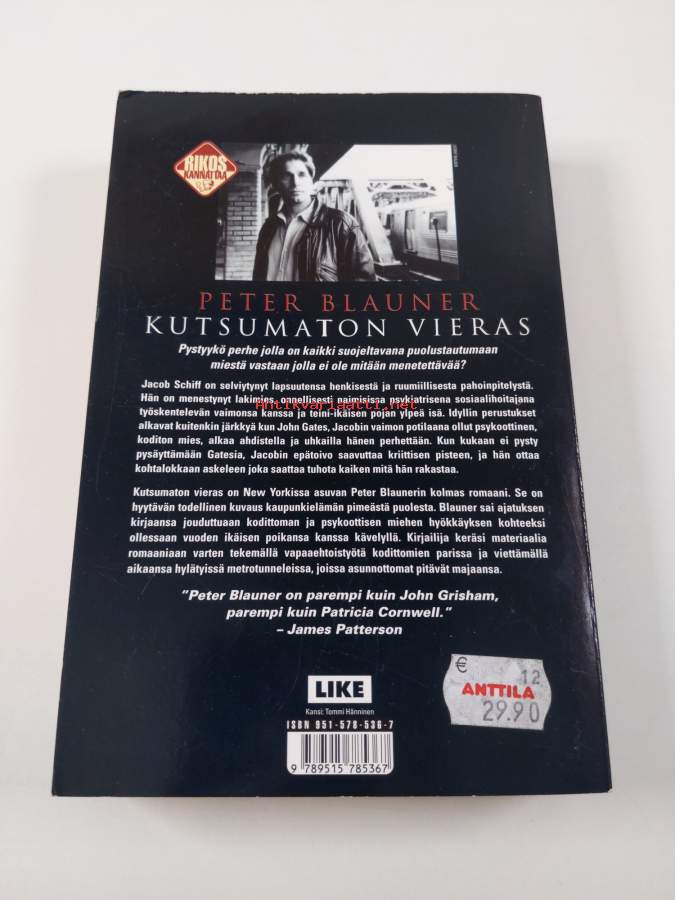 RIKOS
KANNATTAA
PETER BLAUNER
KUTSUMATON VIERAS
Pystyykö perhe jolla on kaikki suojeltavana puolustautumaan
miestä vastaan jolla ei ole mitään menetettävää?
Jacob Schiff on selviytynyt lapsuutensa henkisestä ja ruumiillisesta pahoinpitelystä.
Hän on menestynyt lakimies, onnellisesti naimisissa psykiatrisena sosiaalihoitajana
työskentelevän vaimonsa kanssa ja teini-ikäisen pojan ylpeä isä. Idyllin perustukset
alkavat kuitenkin järkkyä kun John Gates, Jacobin vaimon potilaana ollut psykoottinen,
koditon mies, alkaa ahdistella ja uhkailla hänen perhettään. Kun kukaan ei pysty
pysäyttämään Gatesia, Jacobin epätoivo saavuttaa kriittisen pisteen, ja hän ottaa
kohtalokkaan askeleen joka saattaa tuhota kaiken mitä hän rakastaa.
Kutsumaton vieras on New Yorkissa asuvan Peter Blaunerin kolmas romaani. Se on
hyytävän todellinen kuvaus kaupunkielämän pimeästä puolesta. Blauner sai ajatuksen
kirjaansa jouduttuaan kodittoman ja psykoottisen miehen hyökkäyksen kohteeksi
ollessaan vuoden ikäisen poikansa kanssa kävelyllä. Kirjailija keräsi materiaalia
romaaniaan varten tekemällä vapaaehtoistyötä kodittomien parissa ja viettämällä
aikaansa hylätyissä metrotunneleissa, joissa asunnottomat pitävät majaansa.
"Peter Blauner on parempi kuin John Grisham,
parempi kuin Patricia Cornwell."
– James Patterson
LIKE
Kansi: Tommi Hänninen
ISBN 951-578-536-7
9 789515 785367
€ 12
ANTTILA
29.90
Antikvariaatti.net